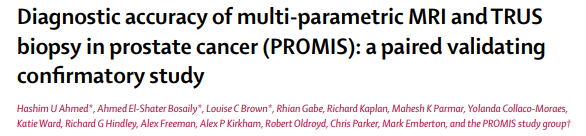 Diagnostic accuracy of multi-parametric MRI and TRUS
biopsy in prostate cancer (PROMIS): a paired validating
confirmatory study
Hashim U Ahmed*, Ahmed El-Shater Bosaily*, Louise C Brown*, Rhian Gabe, Richard Kaplan, Mahesh K Parmar, Yolanda Collaco-Moraes,
Katie Ward, Richard G Hindley, Alex Freeman, Alex P Kirkham, Robert Oldroyd, Chris Parker, Mark Emberton, and the PROMIS study group†